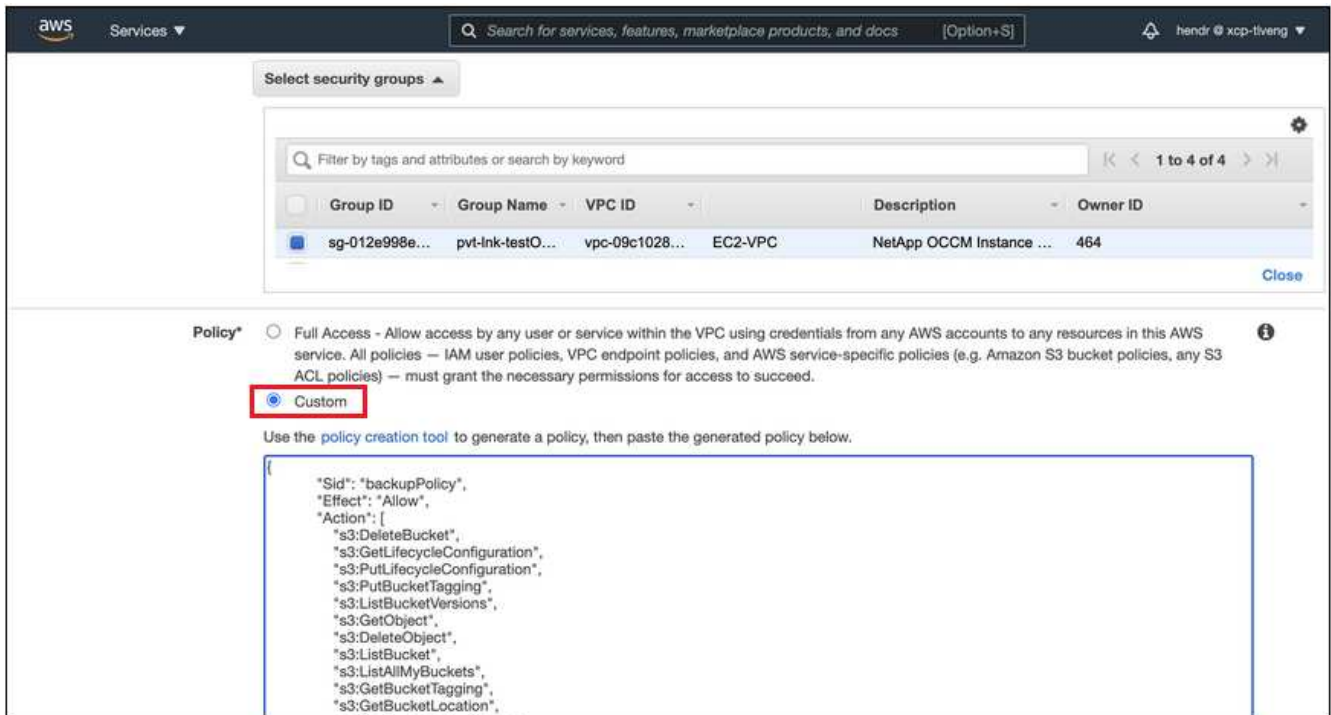 aws Services ▼ Search for services, features, marketplace products, and docs [Option+S] hendr @ xcp-tlveng ▼
Select security groups ▲
Filter by tags and attributes or search by keyword 1 to 4 of 4
Group ID Group Name VPC ID Description Owner ID
sg-012e998e... pvt-lnk-testO... vpc-09c1028... EC2-VPC NetApp OCCM Instance ... 464
Close
Policy* Full Access - Allow access by any user or service within the VPC using credentials from any AWS accounts to any resources in this AWS
service. All policies — IAM user policies, VPC endpoint policies, and AWS service-specific policies (e.g. Amazon S3 bucket policies, any S3
ACL policies) — must grant the necessary permissions for access to succeed.
Custom
Use the policy creation tool to generate a policy, then paste the generated policy below.
{
"Sid": "backupPolicy",
"Effect": "Allow",
"Action": [
"s3:DeleteBucket",
"s3:GetLifecycleConfiguration",
"s3:PutLifecycleConfiguration",
"s3:PutBucketTagging",
"s3:ListBucketVersions",
"s3:GetObject",
"s3:DeleteObject",
"s3:ListBucket",
"s3:ListAllMyBuckets",
"s3:GetBucketTagging",
"s3:GetBucketLocation",